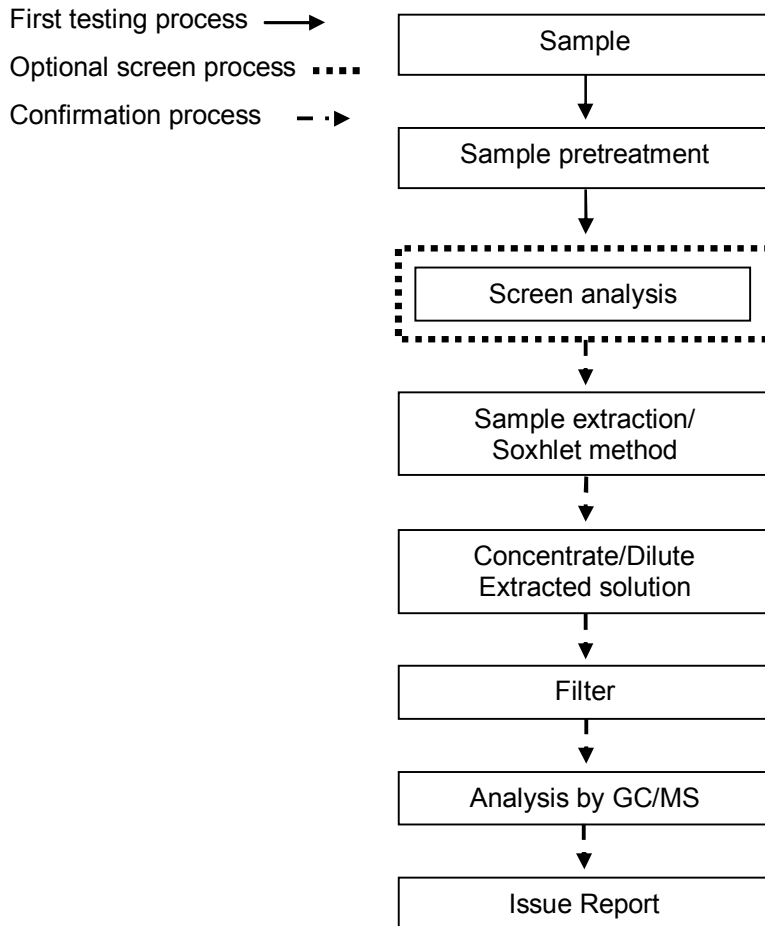 First testing process
Optional screen process
Confirmation process
Sample
Sample pretreatment
Screen analysis
Sample extraction/
Soxhlet method
Concentrate/Dilute
Extracted solution
Filter
Analysis by GC/MS
Issue Report